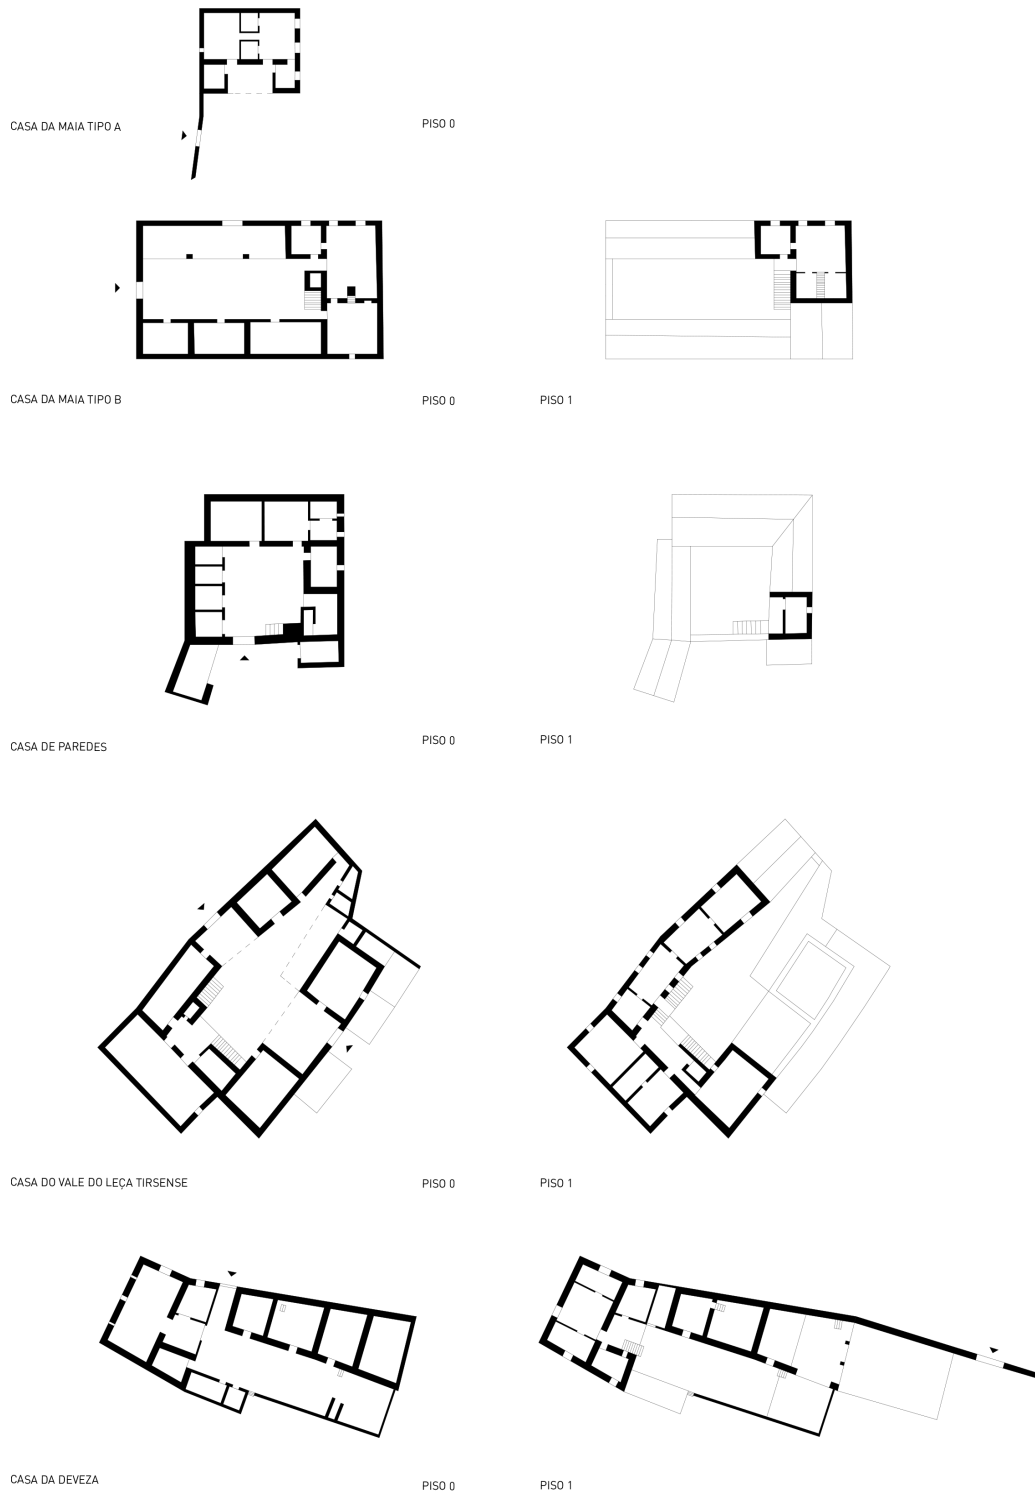 CASA DA MAIA TIPO A
PISO 0
CASA DA MAIA TIPO B
PISO 0
PISO 1
CASA DE PAREDES
PISO 0
PISO 1
CASA DO VALE DO LEÇA TIRSENSE
PISO 0
PISO 1
CASA DA DEVEZA
PISO 0
PISO 1